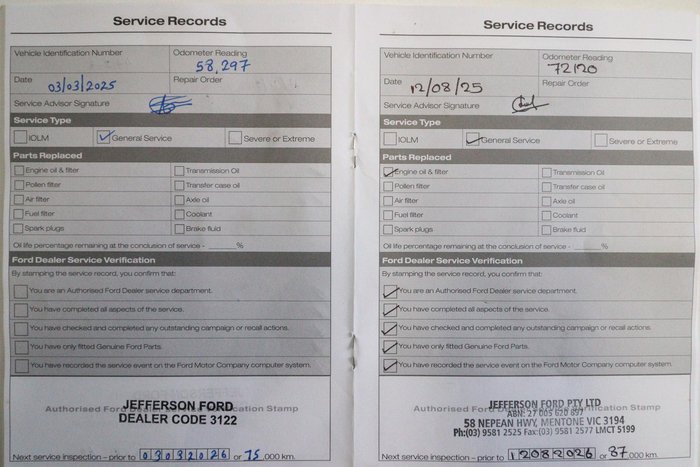 Service Records
Vehicle Identification Number
Odometer Reading
58,297
Date 03/03/2025
Repair Order
Service Advisor Signature
Service Type
IOLM
General Service
Severe or Extreme
Parts Replaced
Engine oil & filter
Transmission Oil
Pollen filter
Transfer case oil
Air filter
Axle oil
Fuel filter
Coolant
Spark plugs
Brake fluid
Oil life percentage remaining at the conclusion of service - %
Ford Dealer Service Verification
By stamping the service record, you confirm that:
You are an Authorised Ford Dealer service department.
You have completed all aspects of the service.
You have checked and completed any outstanding campaign or recall actions.
You have only fitted Genuine Ford Parts.
You have recorded the service event on the Ford Motor Company computer system.
JEFFERSON FORD
Authorised Ford Dealer Service Verification Stamp
DEALER CODE 3122
Next service inspection – prior to 03032026 or 75,000 km.
Service Records
Vehicle Identification Number
Odometer Reading
72120
Date 12/08/25
Repair Order
Service Advisor Signature
Service Type
IOLM
General Service
Severe or Extreme
Parts Replaced
Engine oil & filter
Transmission Oil
Pollen filter
Transfer case oil
Air filter
Axle oil
Fuel filter
Coolant
Spark plugs
Brake fluid
Oil life percentage remaining at the conclusion of service - %
Ford Dealer Service Verification
By stamping the service record, you confirm that:
You are an Authorised Ford Dealer service department.
You have completed all aspects of the service.
You have checked and completed any outstanding campaign or recall actions.
You have only fitted Genuine Ford Parts.
You have recorded the service event on the Ford Motor Company computer system.
JEFFERSON FORD PTY LTD
Authorised Ford Stamp
ABN: 27 005 620 897
58 NEPEAN HWY, MENTONE VIC 3194
Ph:(03) 9581 2525 Fax:(03) 9581 2577 LMCT 5199
Next service inspection – prior to 12082026 or 87,000 km.